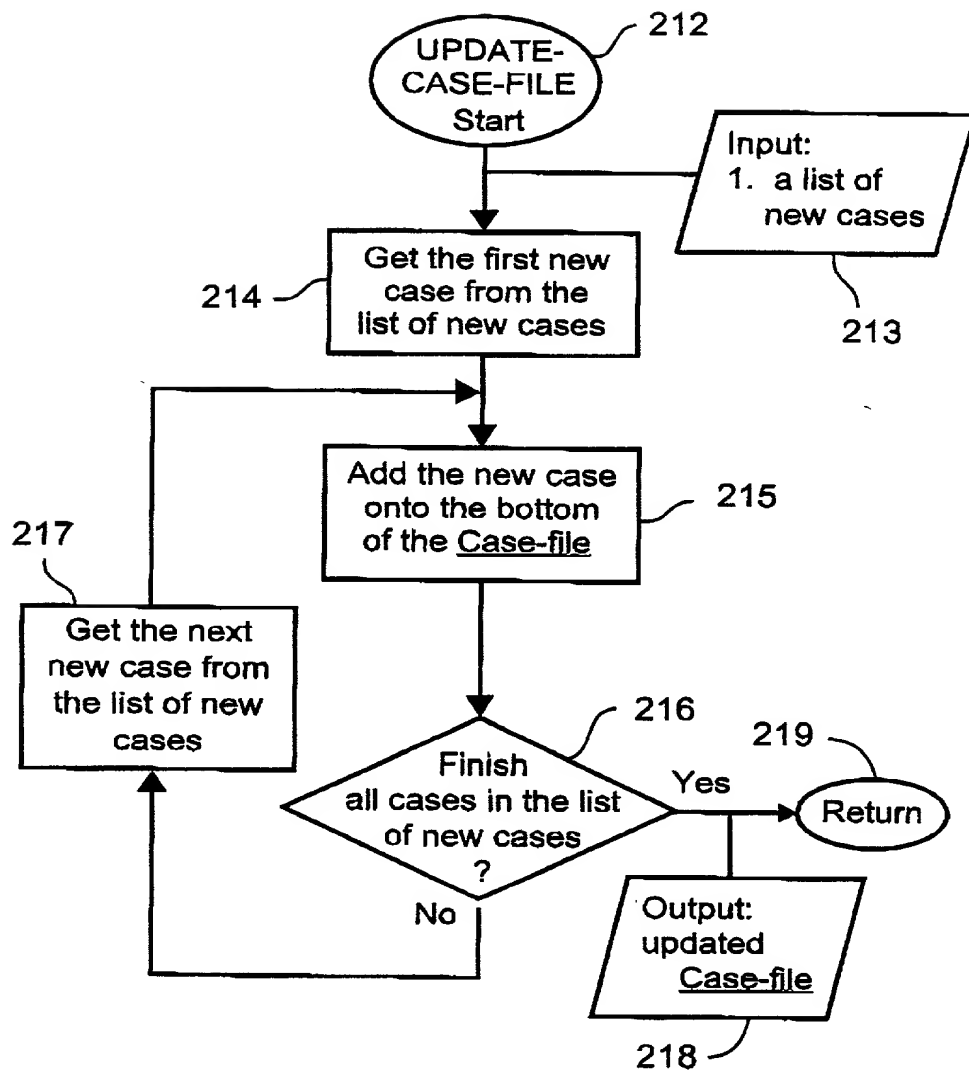 212
UPDATE-
CASE-FILE
Start
Input:
1. a list of
new cases
213
Get the first new
case from the
list of new cases
214
Add the new case
onto the bottom
of the Case-file
215
217
Get the next
new case from
the list of new
cases
216
Finish
all cases in the list
of new cases
?
Yes
No
219
Return
Output:
updated
Case-file
218